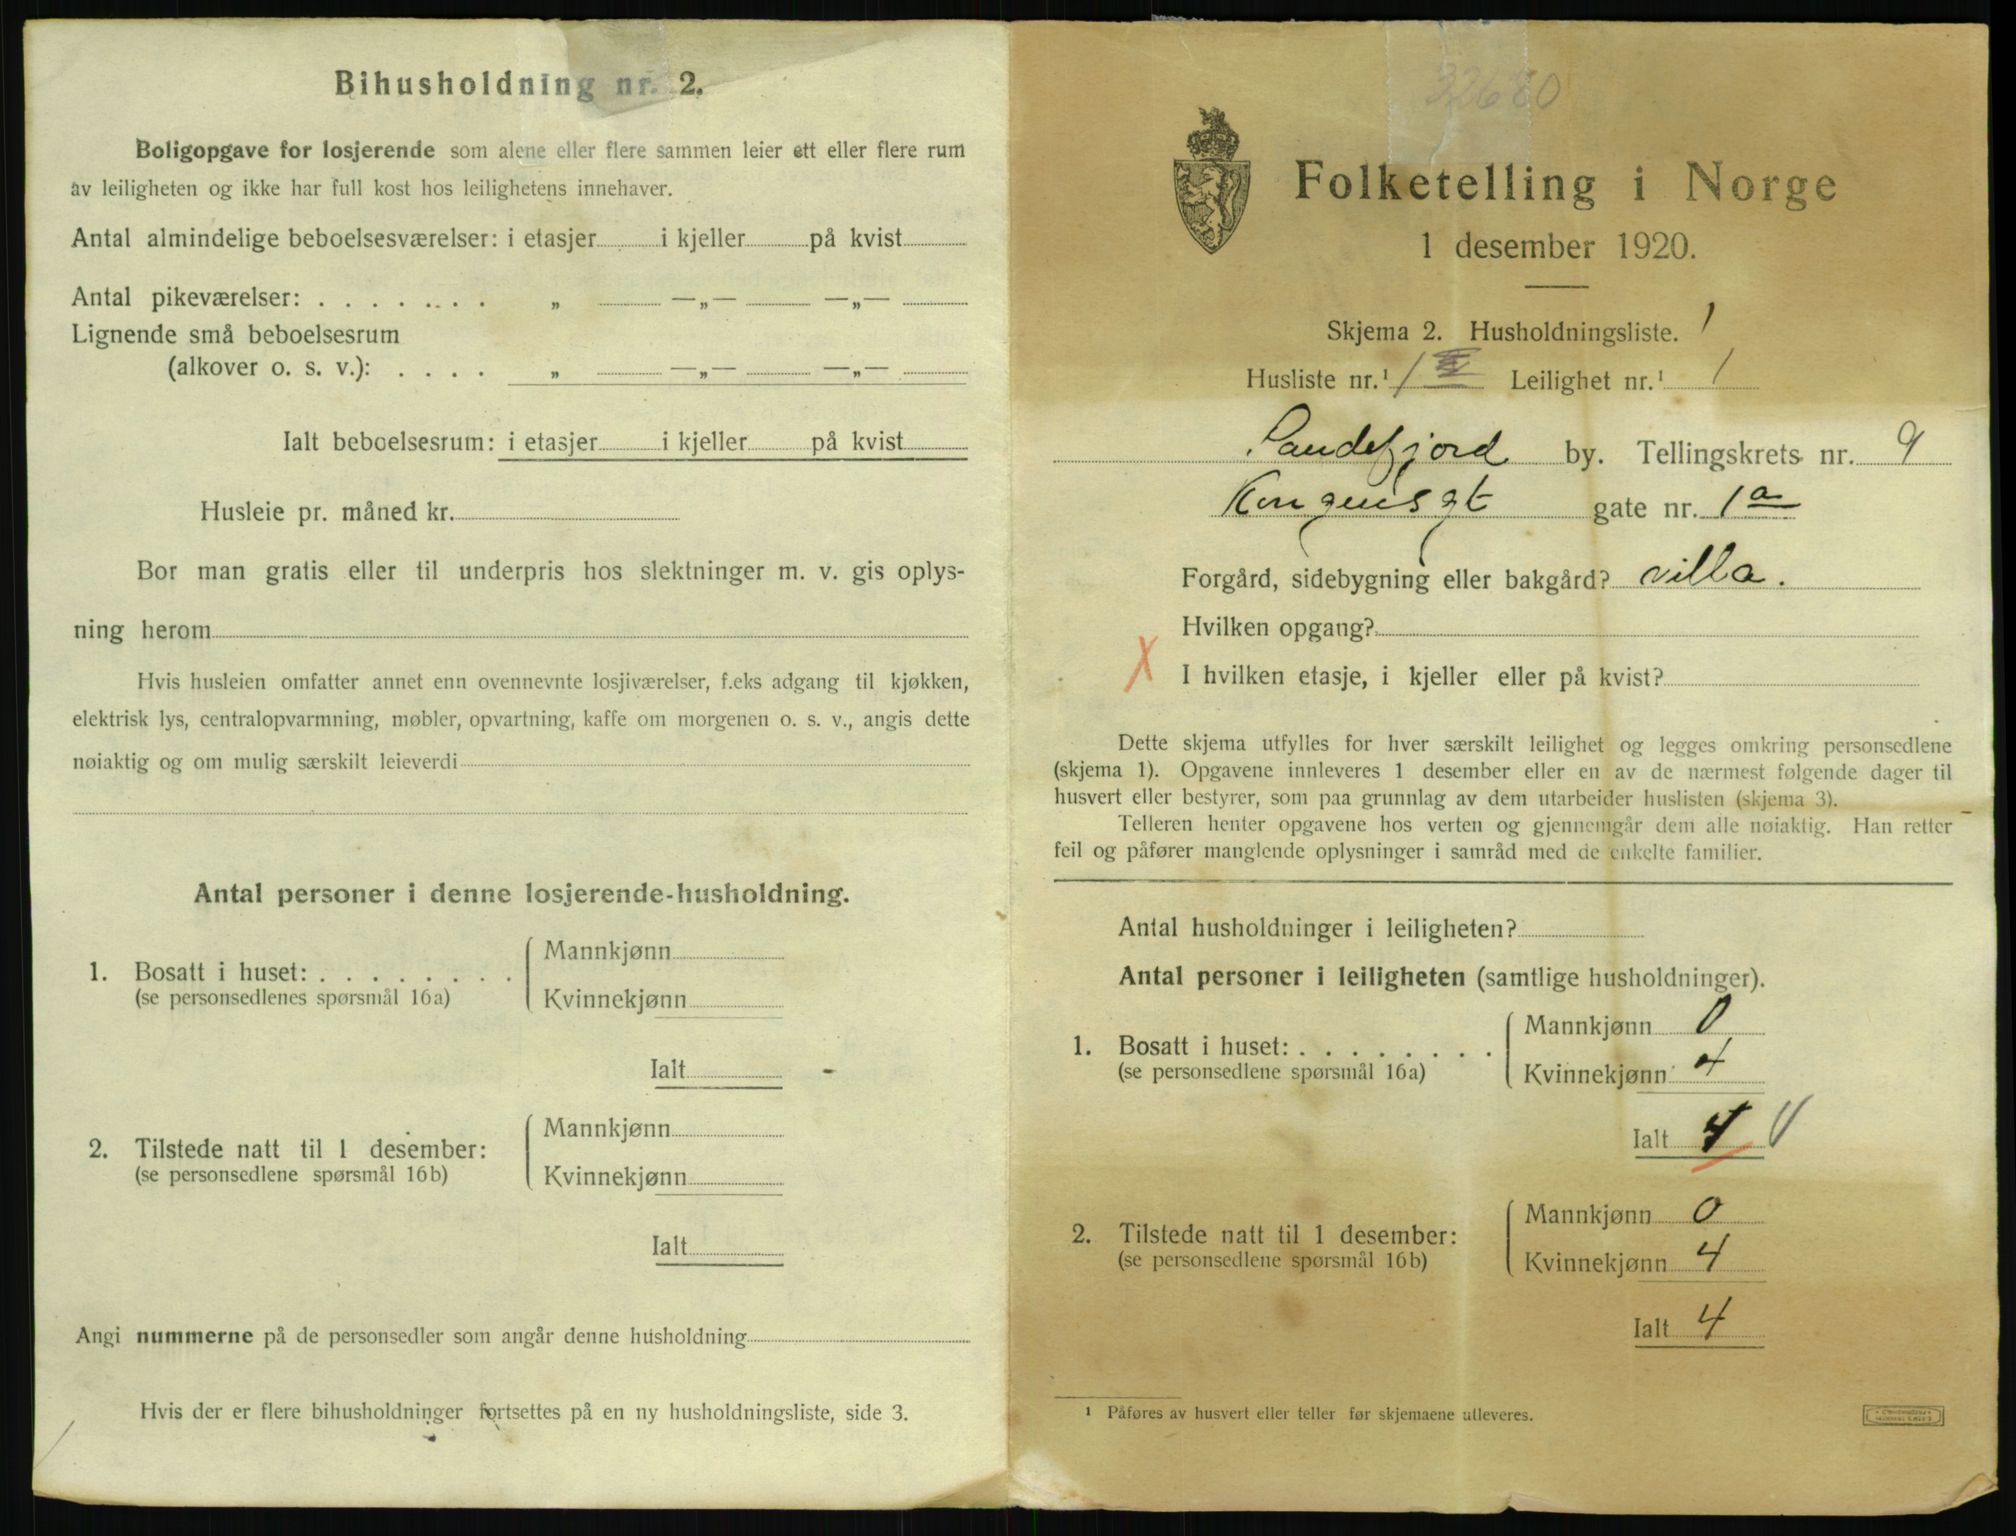 Bihusholdning nr. 2.
Boligopgave for losjerende som alene eller flere sammen leier ett eller flere rum
av leiligheten og ikke har full kost hos leilighetens innehaver.
Antal almindelige beboelsesværelser: i etasjer i kjeller på kvist
Antal pikeværelser: . . . . . . . „ —„— —„—
Lignende små beboelsesrum
(alkover o. s. v.): . . . . „ —„— —„—
Ialt beboelsesrum: i etasjer i kjeller på kvist
Husleie pr. måned kr.
Bor man gratis eller til underpris hos slektninger m. v. gis oplys-
ning herom
Hvis husleien omfatter annet enn ovennevnte losjiværelser, f.eks adgang til kjøkken,
elektrisk lys, centralopvarmning, møbler, opvartning, kaffe om morgenen o. s. v., angis dette
nøiaktig og om mulig særskilt leieverdi
Antal personer i denne losjerende-husholdning.
1. Bosatt i huset: . . . . . . . .
(se personsedlenes spørsmål 16a)
Mannkjønn
Kvinnekjønn
Ialt
2. Tilstede natt til 1 desember:
(se personsedlene spørsmål 16b)
Mannkjønn
Kvinnekjønn
Ialt
Angi nummerne på de personsedler som angår denne husholdning
Hvis der er flere bihusholdninger fortsettes på en ny husholdningsliste, side 3.
32680
Folketelling i Norge
1 desember 1920.
Skjema 2. Husholdningsliste. 1
Husliste nr.¹ 1 Leilighet nr.¹ 1
Sandefjord by. Tellingskrets nr. 9
Kongensgt gate nr. 1a
Forgård, sidebygning eller bakgård? villa.
Hvilken opgang?
X I hvilken etasje, i kjeller eller på kvist?
Dette skjema utfylles for hver særskilt leilighet og legges omkring personsedlene
(skjema 1). Opgavene innleveres 1 desember eller en av de nærmest følgende dager til
husvert eller bestyrer, som paa grunnlag av dem utarbeider huslisten (skjema 3).
Telleren henter opgavene hos verten og gjennemgår dem alle nøiaktig. Han retter
feil og påfører manglende oplysninger i samråd med de enkelte familier.
Antal husholdninger i leiligheten?
Antal personer i leiligheten (samtlige husholdninger).
1. Bosatt i huset: . . . . . . . .
(se personsedlene spørsmål 16a)
Mannkjønn 0
Kvinnekjønn 4
Ialt 4
2. Tilstede natt til 1 desember:
(se personsedlene spørsmål 16b)
Mannkjønn 0
Kvinnekjønn 4
Ialt 4
¹ Påføres av husvert eller teller før skjemaene utleveres.